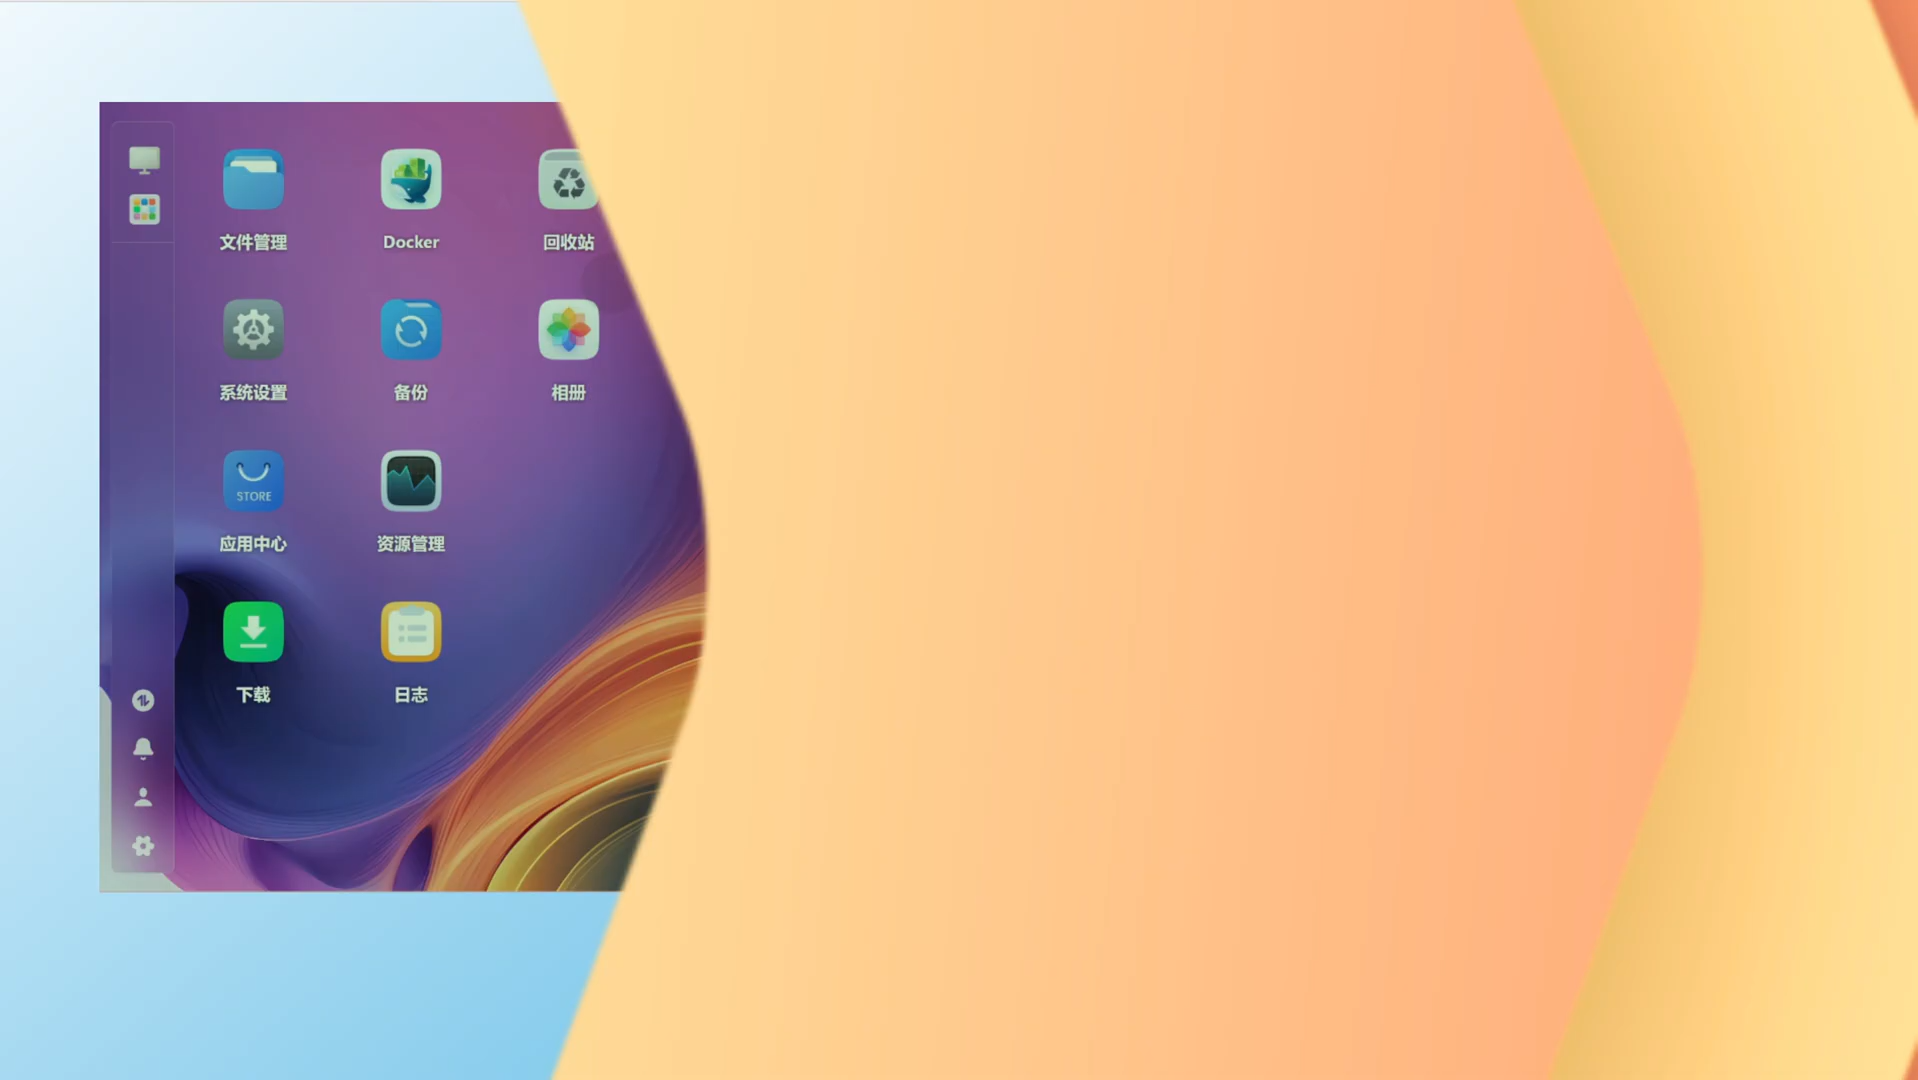 文件管理
Docker
回收站
系统设置
备份
相册
STORE
应用中心
资源管理
下载
日志